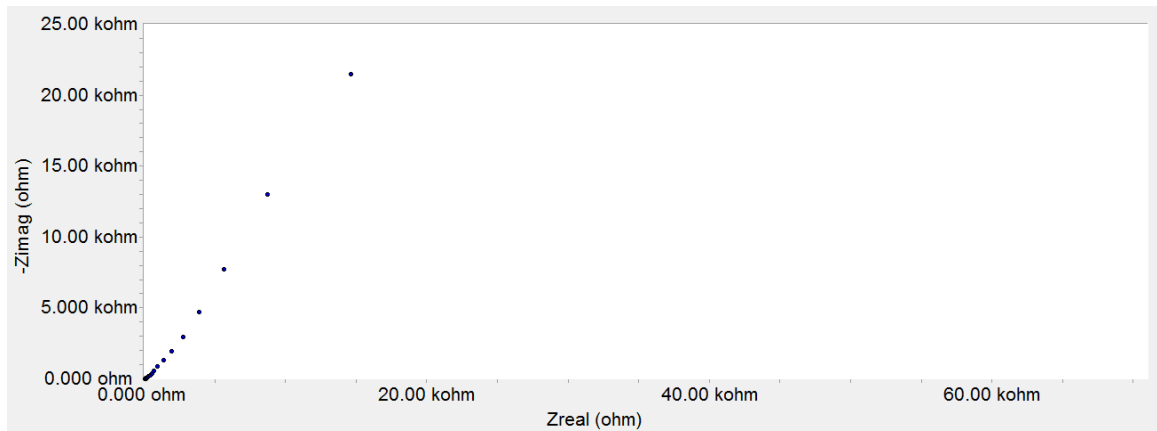 25.00 kohm
20.00 kohm
15.00 kohm
10.00 kohm
5.000 kohm
0.000 ohm
-Zimag (ohm)
0.000 ohm
20.00 kohm
40.00 kohm
60.00 kohm
Zreal (ohm)